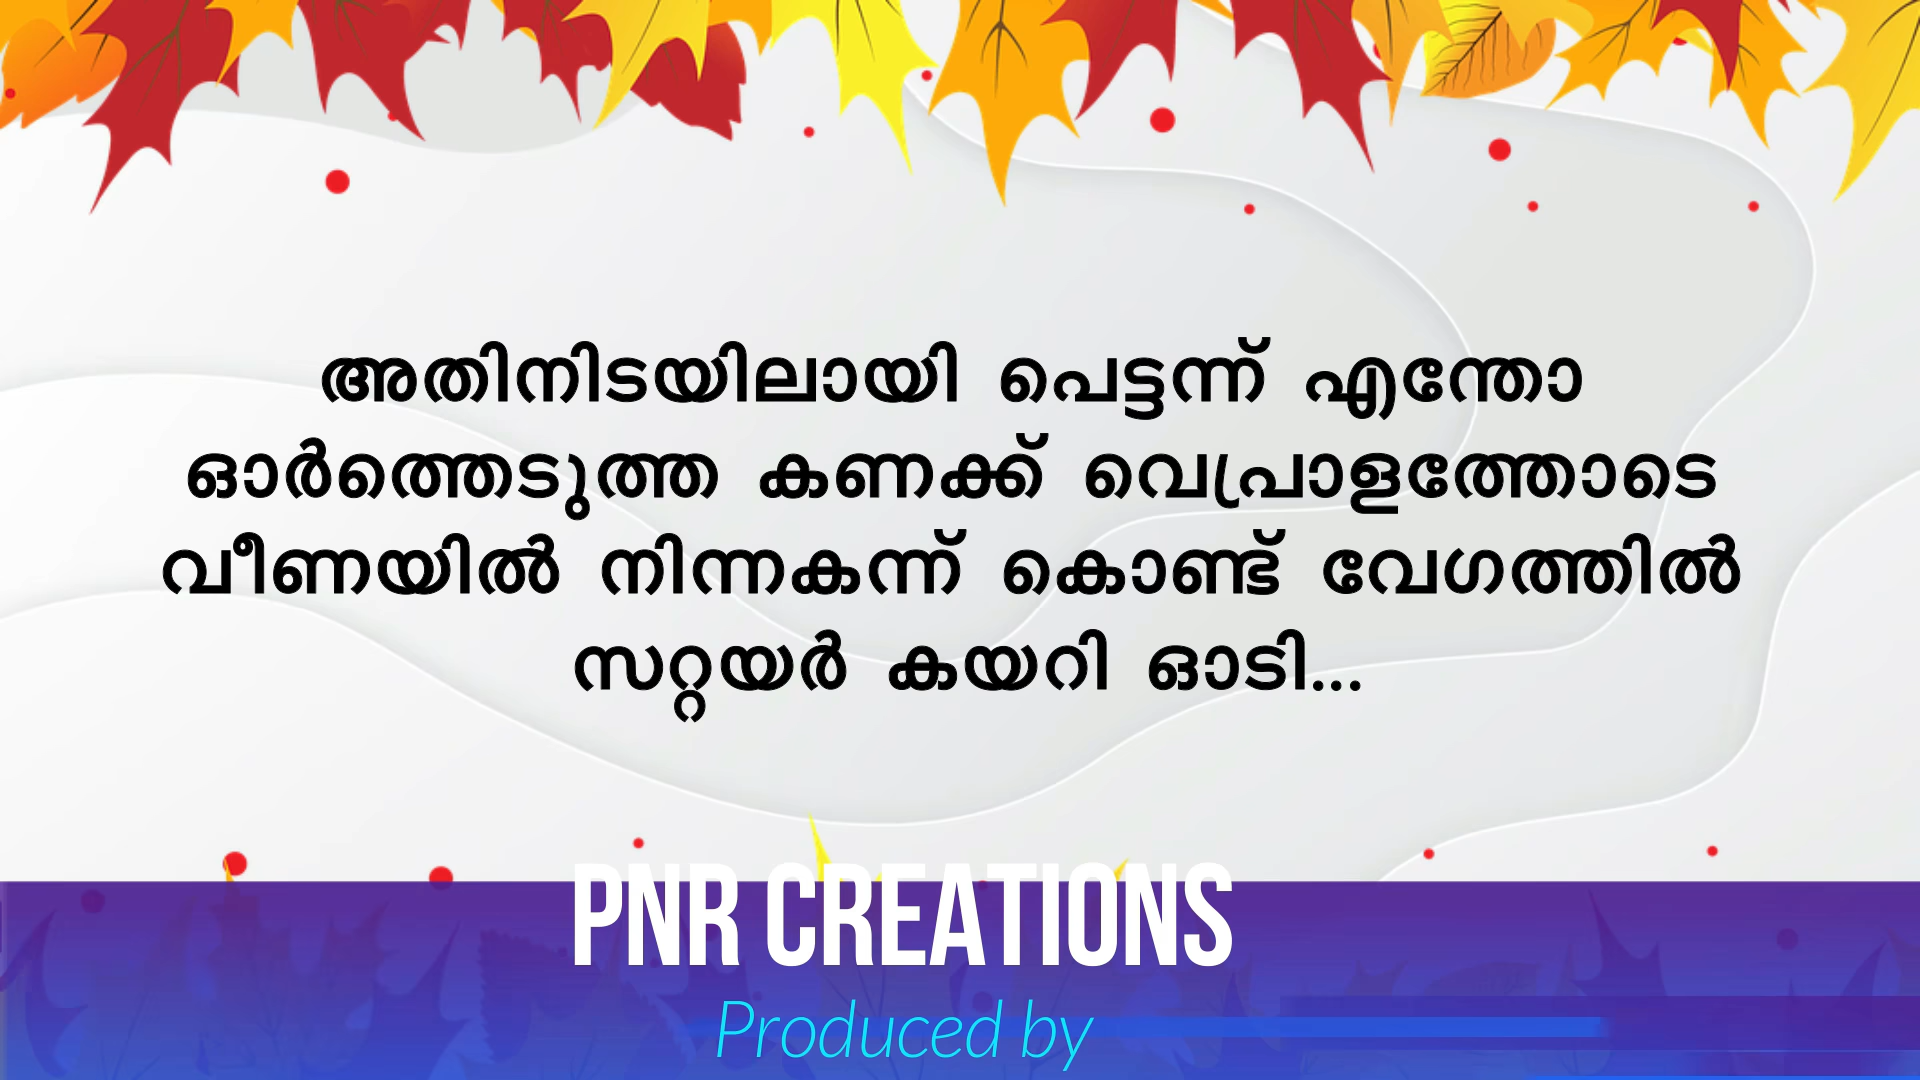 അതിനിടയിലായി പെട്ടന്ന് എന്തോ
ഓർത്തെടുത്ത കണക്ക് വെപ്രാളത്തോടെ
വീണയിൽ നിന്നകന്ന് കൊണ്ട് വേഗത്തിൽ
സറ്റയർ കയറി ഓടി...
PNR CREATIONS
Produced by